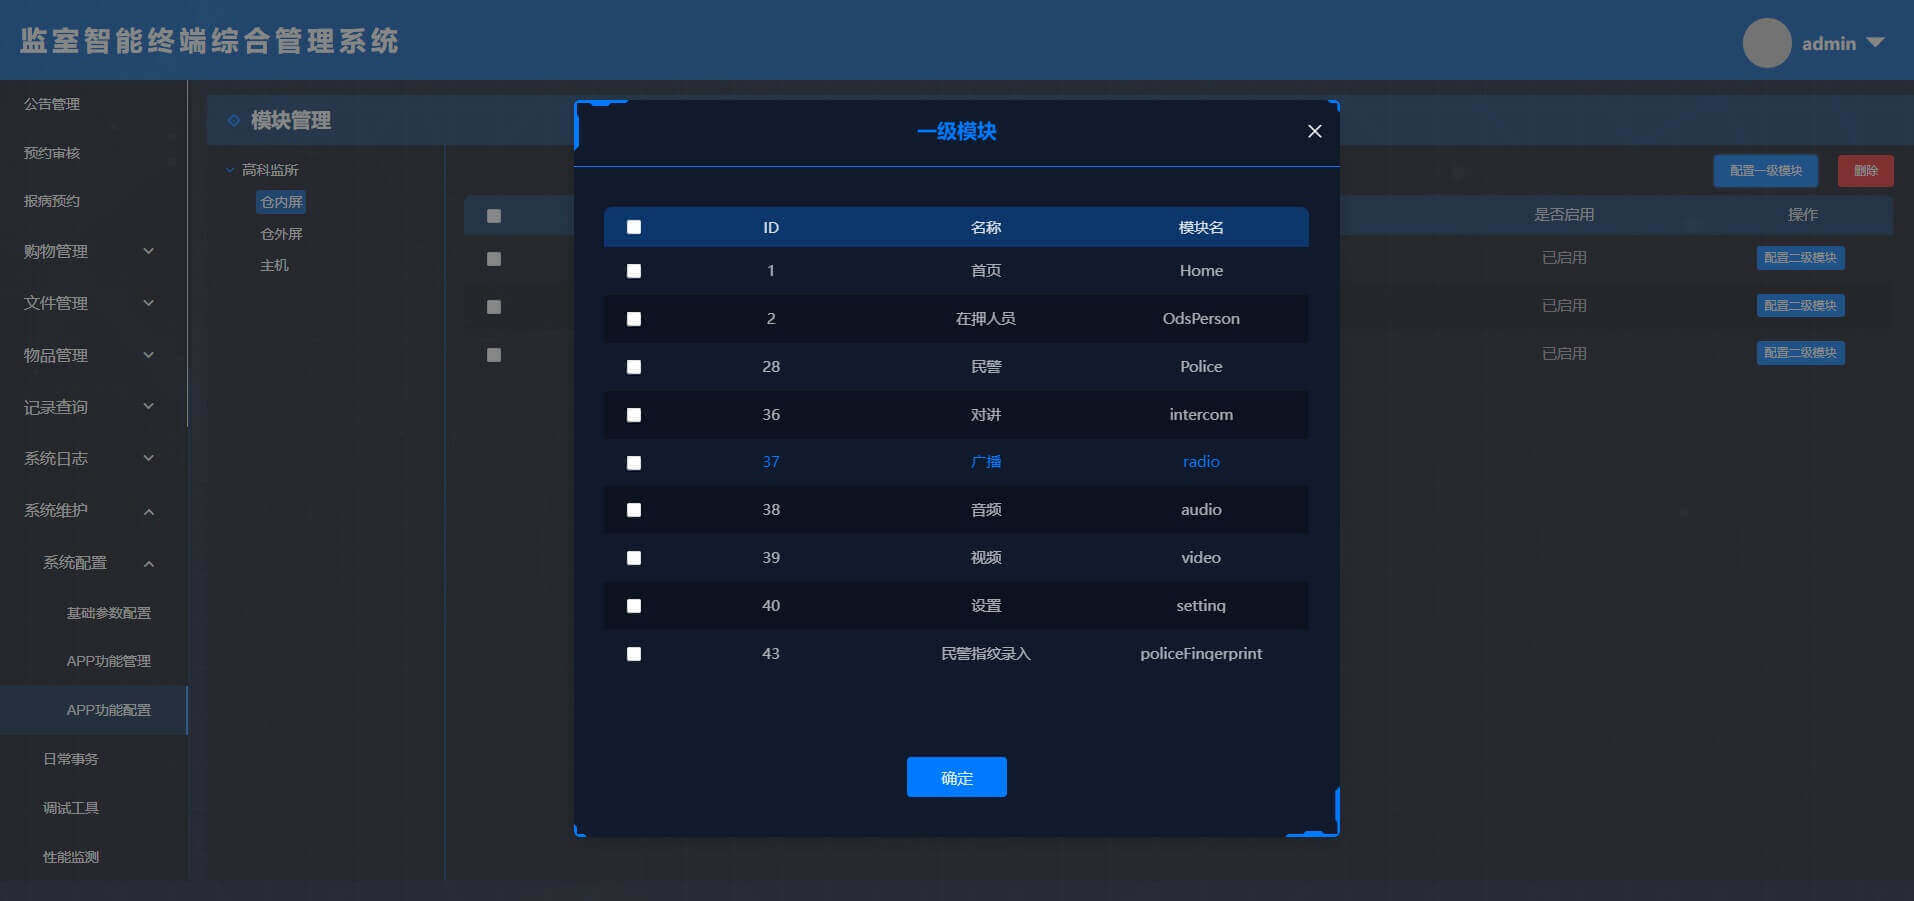 监室智能终端综合管理系统
admin
公告管理
预约审核
报病预约
购物管理
文件管理
物品管理
记录查询
系统日志
系统维护
系统配置
基础参数配置
APP功能管理
APP功能配置
日常事务
调试工具
性能监测
模块管理
高科监所
仓内屏
仓外屏
主机
配置一级模块 删除
是否启用 操作
已启用 配置二级模块
已启用 配置二级模块
已启用 配置二级模块
一级模块
ID 名称 模块名
1 首页 Home
2 在押人员 OdsPerson
28 民警 Police
36 对讲 intercom
37 广播 radio
38 音频 audio
39 视频 video
40 设置 setting
43 民警指纹录入 policeFingerprint
确定